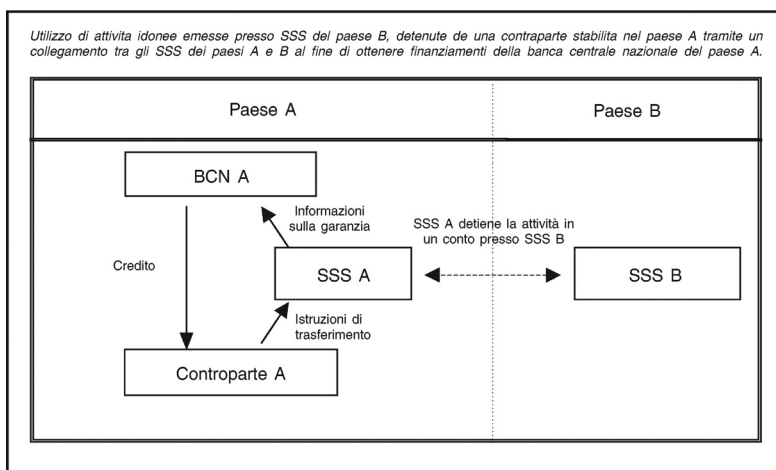 Utilizzo di attivita idonee emesse presso SSS del paese B, detenute de una contraparte stabilita nel paese A tramite un
collegamento tra gli SSS dei paesi A e B al fine di ottenere finanziamenti della banca centrale nazionale del paese A.
Paese A
Paese B
BCN A
Informazioni
sulla garanzia
SSS A detiene la attività in
un conto presso SSS B
Credito
SSS A
SSS B
Istruzioni di
trasferimento
Controparte A